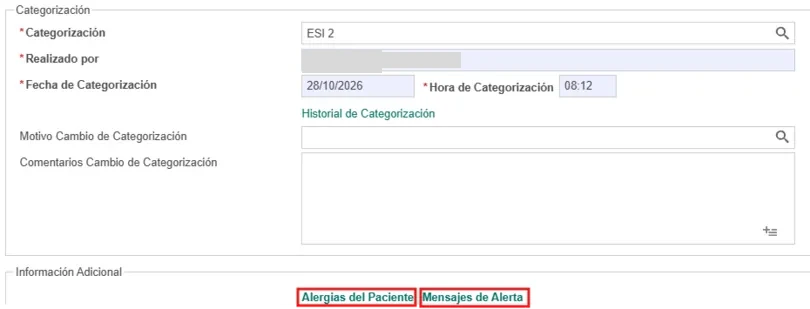 Categorización
*Categorización ESI 2
*Realizado por
*Fecha de Categorización 28/10/2026 *Hora de Categorización 08:12
Historial de Categorización
Motivo Cambio de Categorización
Comentarios Cambio de Categorización
Información Adicional
Alergias del Paciente Mensajes de Alerta